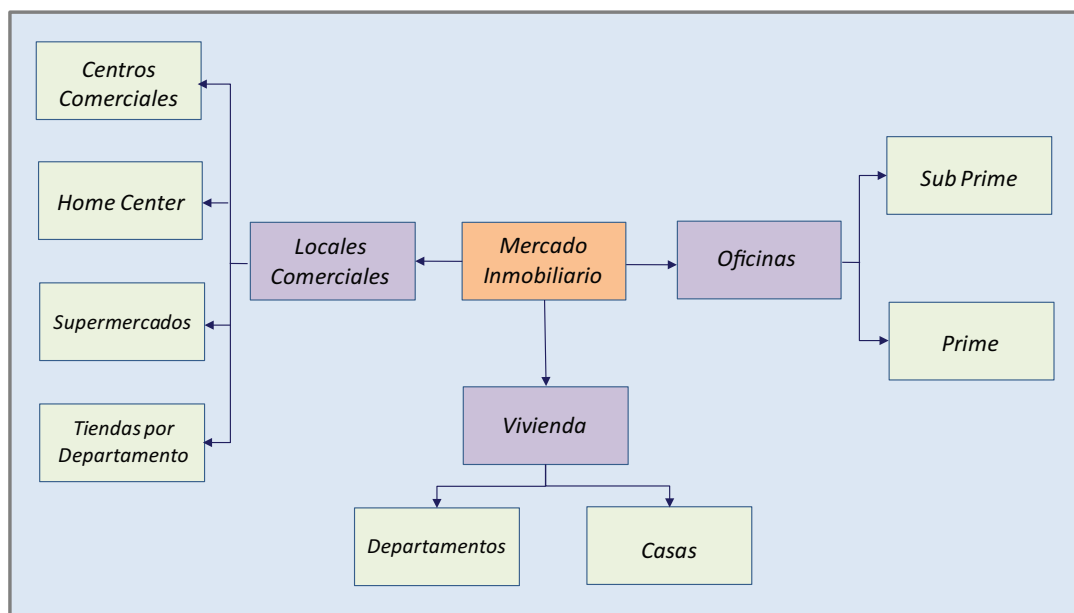 Centros
Comerciales
Home Center
Supermercados
Tiendas por
Departamento
Locales
Comerciales
Mercado
Inmobiliario
Oficinas
Sub Prime
Prime
Vivienda
Departamentos
Casas